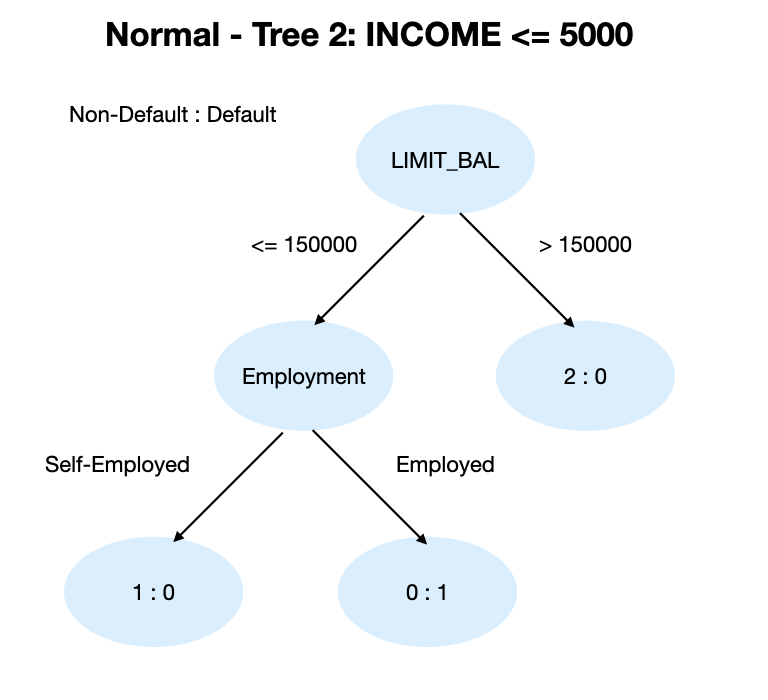 Normal - Tree 2: INCOME <= 5000
Non-Default : Default
LIMIT_BAL
<= 150000
> 150000
Employment
2 : 0
Self-Employed
Employed
1 : 0
0 : 1